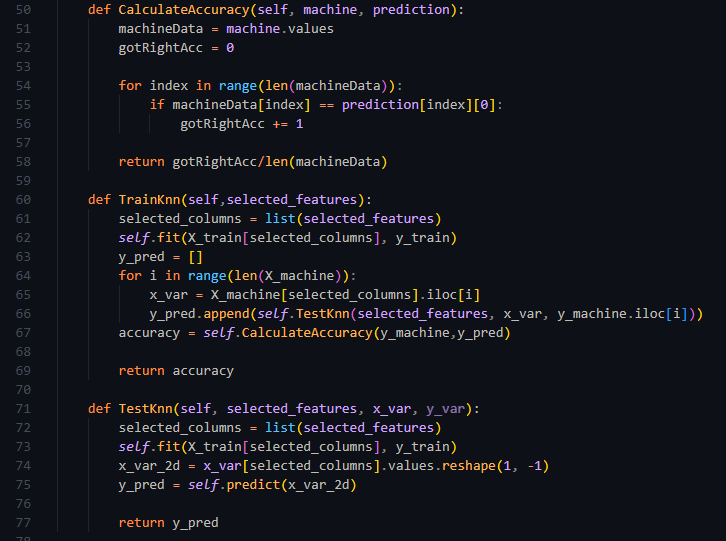 50 def CalculateAccuracy(self, machine, prediction):
51 machineData = machine.values
52 gotRightAcc = 0
53
54 for index in range(len(machineData)):
55 if machineData[index] == prediction[index][0]:
56 gotRightAcc += 1
57
58 return gotRightAcc/len(machineData)
59
60 def TrainKnn(self,selected_features):
61 selected_columns = list(selected_features)
62 self.fit(X_train[selected_columns], y_train)
63 y_pred = []
64 for i in range(len(X_machine)):
65 x_var = X_machine[selected_columns].iloc[i]
66 y_pred.append(self.TestKnn(selected_features, x_var, y_machine.iloc[i]))
67 accuracy = self.CalculateAccuracy(y_machine,y_pred)
68
69 return accuracy
70
71 def TestKnn(self, selected_features, x_var, y_var):
72 selected_columns = list(selected_features)
73 self.fit(X_train[selected_columns], y_train)
74 x_var_2d = x_var[selected_columns].values.reshape(1, -1)
75 y_pred = self.predict(x_var_2d)
76
77 return y_pred
78